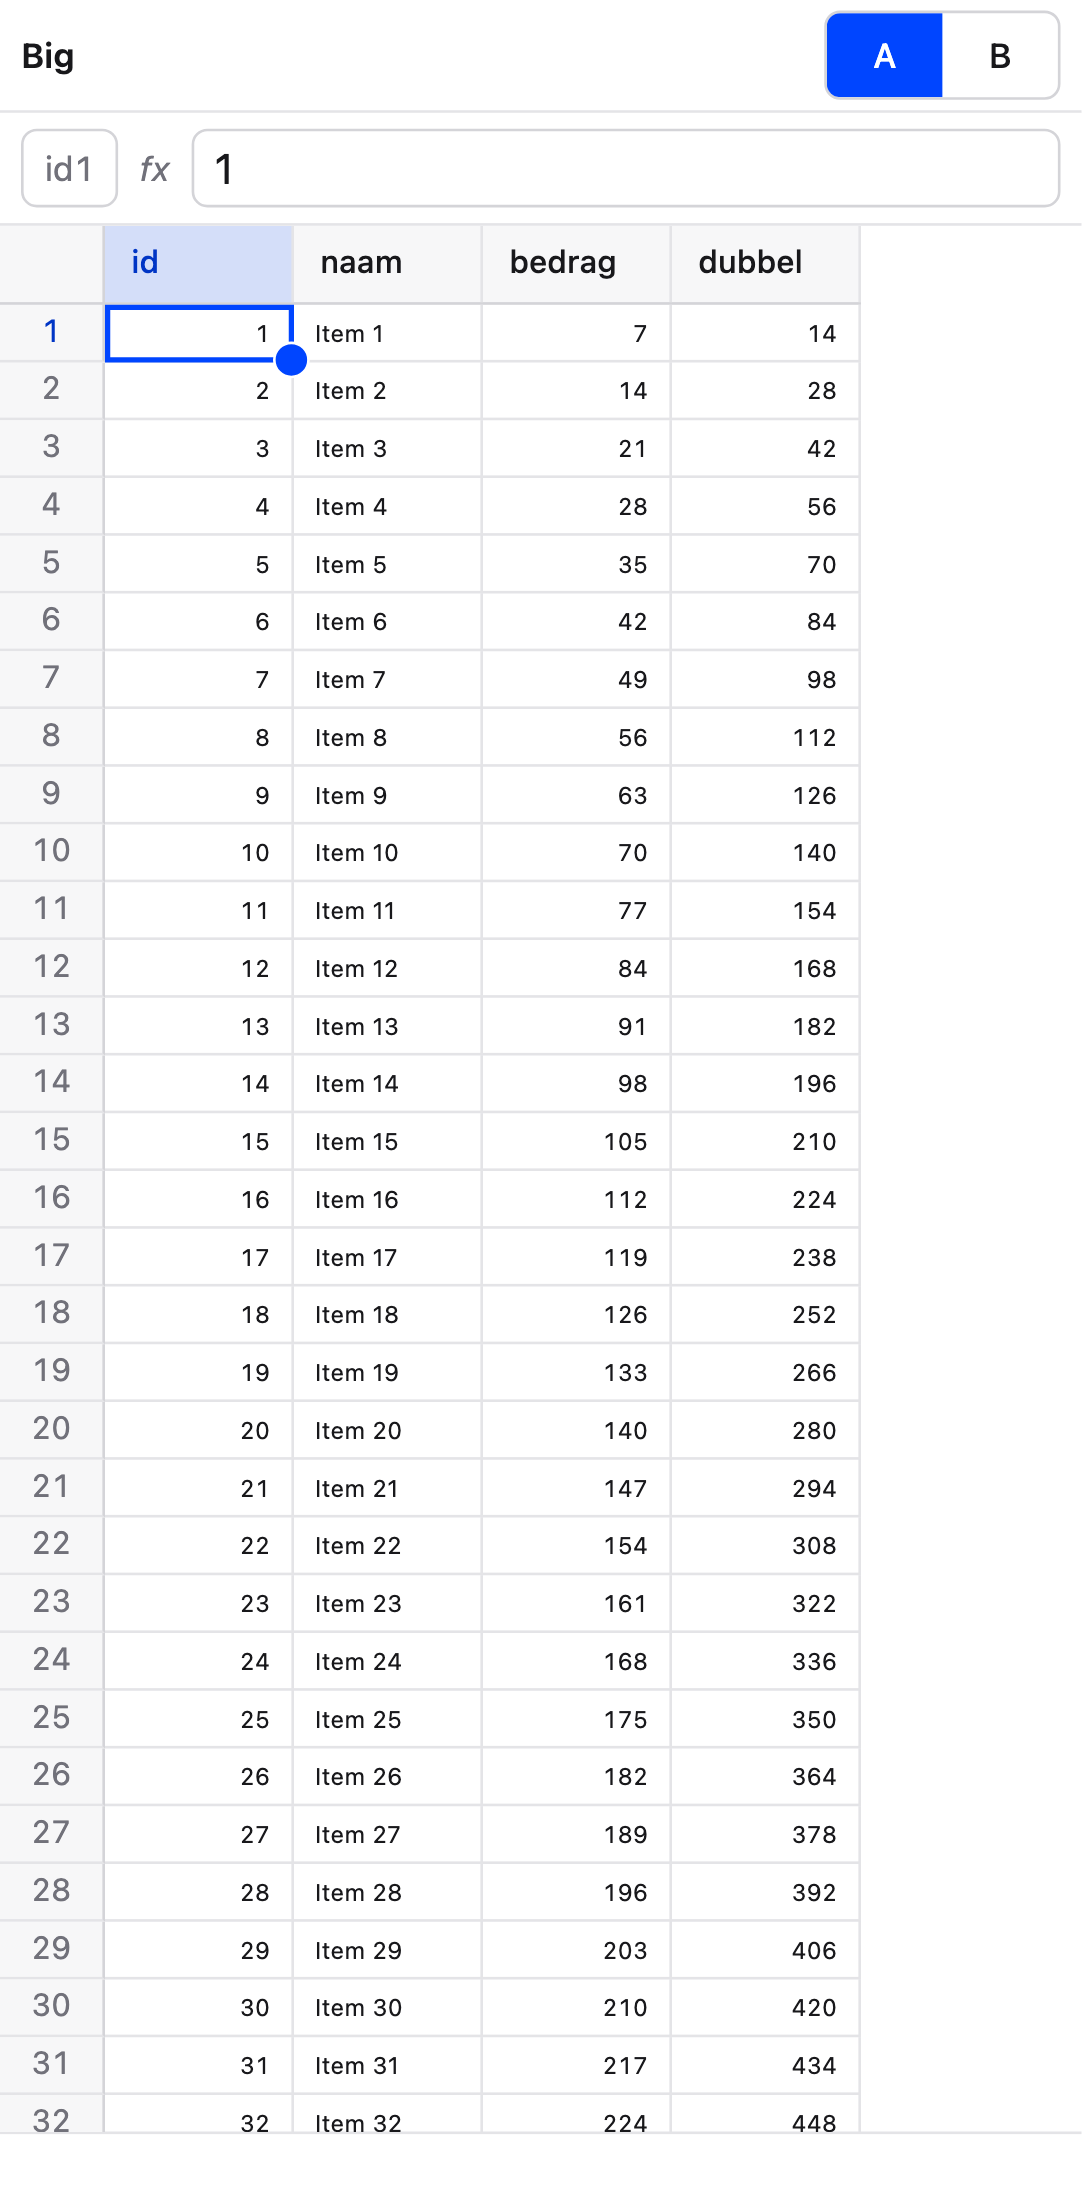 Big A B
id1 fx 1
id naam bedrag dubbel
1 1 Item 1 7 14
2 2 Item 2 14 28
3 3 Item 3 21 42
4 4 Item 4 28 56
5 5 Item 5 35 70
6 6 Item 6 42 84
7 7 Item 7 49 98
8 8 Item 8 56 112
9 9 Item 9 63 126
10 10 Item 10 70 140
11 11 Item 11 77 154
12 12 Item 12 84 168
13 13 Item 13 91 182
14 14 Item 14 98 196
15 15 Item 15 105 210
16 16 Item 16 112 224
17 17 Item 17 119 238
18 18 Item 18 126 252
19 19 Item 19 133 266
20 20 Item 20 140 280
21 21 Item 21 147 294
22 22 Item 22 154 308
23 23 Item 23 161 322
24 24 Item 24 168 336
25 25 Item 25 175 350
26 26 Item 26 182 364
27 27 Item 27 189 378
28 28 Item 28 196 392
29 29 Item 29 203 406
30 30 Item 30 210 420
31 31 Item 31 217 434
32 32 Item 32 224 448